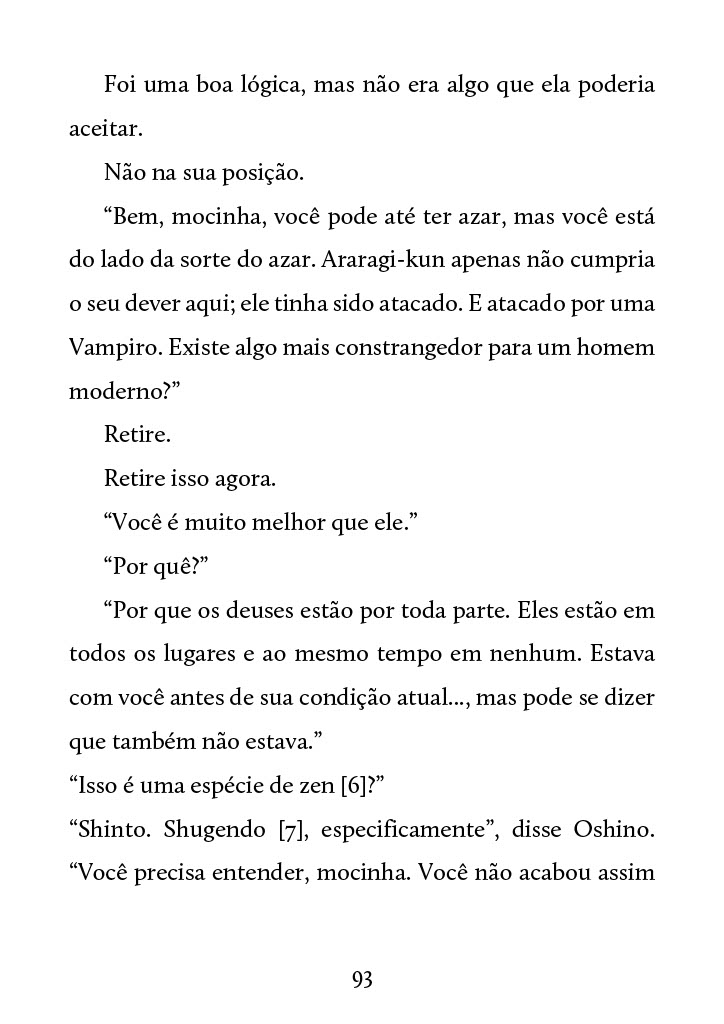 Foi uma boa lógica, mas não era algo que ela poderia
aceitar.
Não na sua posição.
“Bem, mocinha, você pode até ter azar, mas você está
do lado da sorte do azar. Araragi-kun apenas não cumpria
o seu dever aqui; ele tinha sido atacado. E atacado por uma
Vampiro. Existe algo mais constrangedor para um homem
moderno?”
Retire.
Retire isso agora.
“Você é muito melhor que ele.”
“Por quê?”
“Por que os deuses estão por toda parte. Eles estão em
todos os lugares e ao mesmo tempo em nenhum. Estava
com você antes de sua condição atual..., mas pode se dizer
que também não estava.”
“Isso é uma espécie de zen [6]?”
“Shinto. Shugendo [7], especificamente”, disse Oshino.
“Você precisa entender, mocinha. Você não acabou assim
93